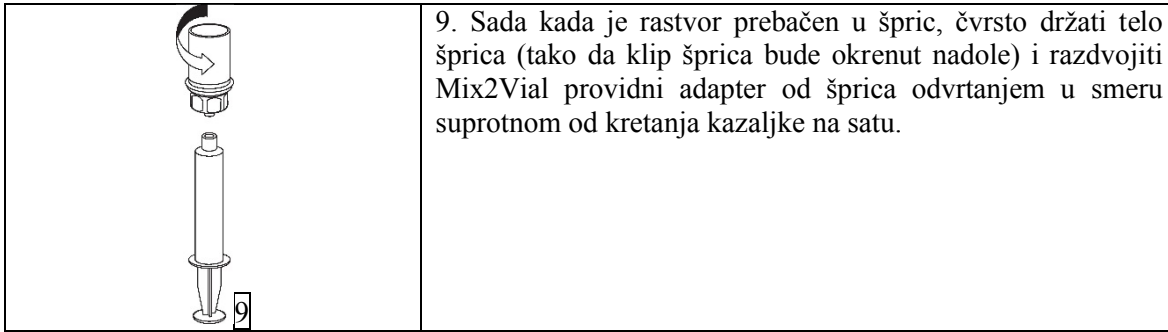 9. Sada kada je rastvor prebačen u špric, čvrsto držati telo
šprica (tako da klip šprica bude okrenut nadole) i razdvojiti
Mix2Vial providni adapter od šprica odvrtanjem u smeru
suprotnom od kretanja kazaljke na satu.
9